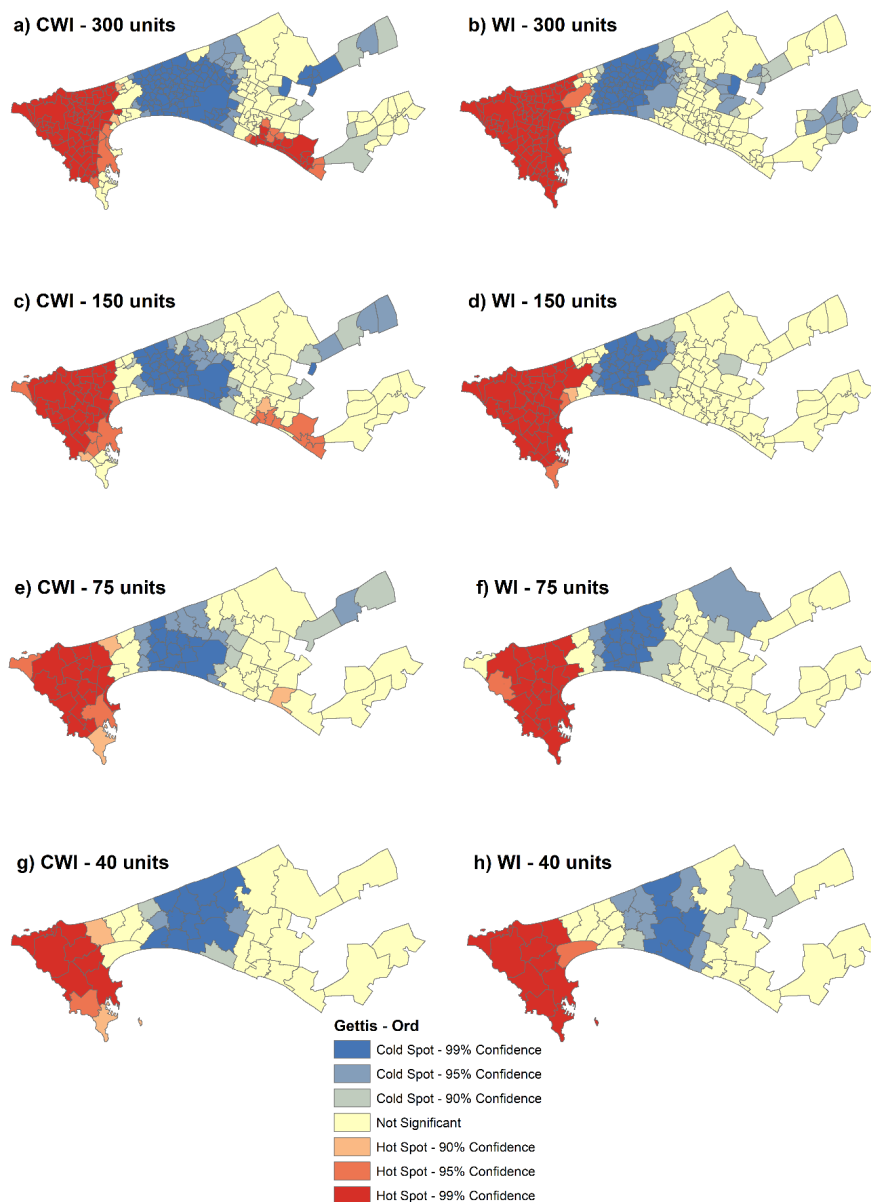 a) CWI - 300 units
b) WI - 300 units
c) CWI - 150 units
d) WI - 150 units
e) CWI - 75 units
f) WI - 75 units
g) CWI - 40 units
h) WI - 40 units
Gettis - Ord
Cold Spot - 99% Confidence
Cold Spot - 95% Confidence
Cold Spot - 90% Confidence
Not Significant
Hot Spot - 90% Confidence
Hot Spot - 95% Confidence
Hot Spot - 99% Confidence